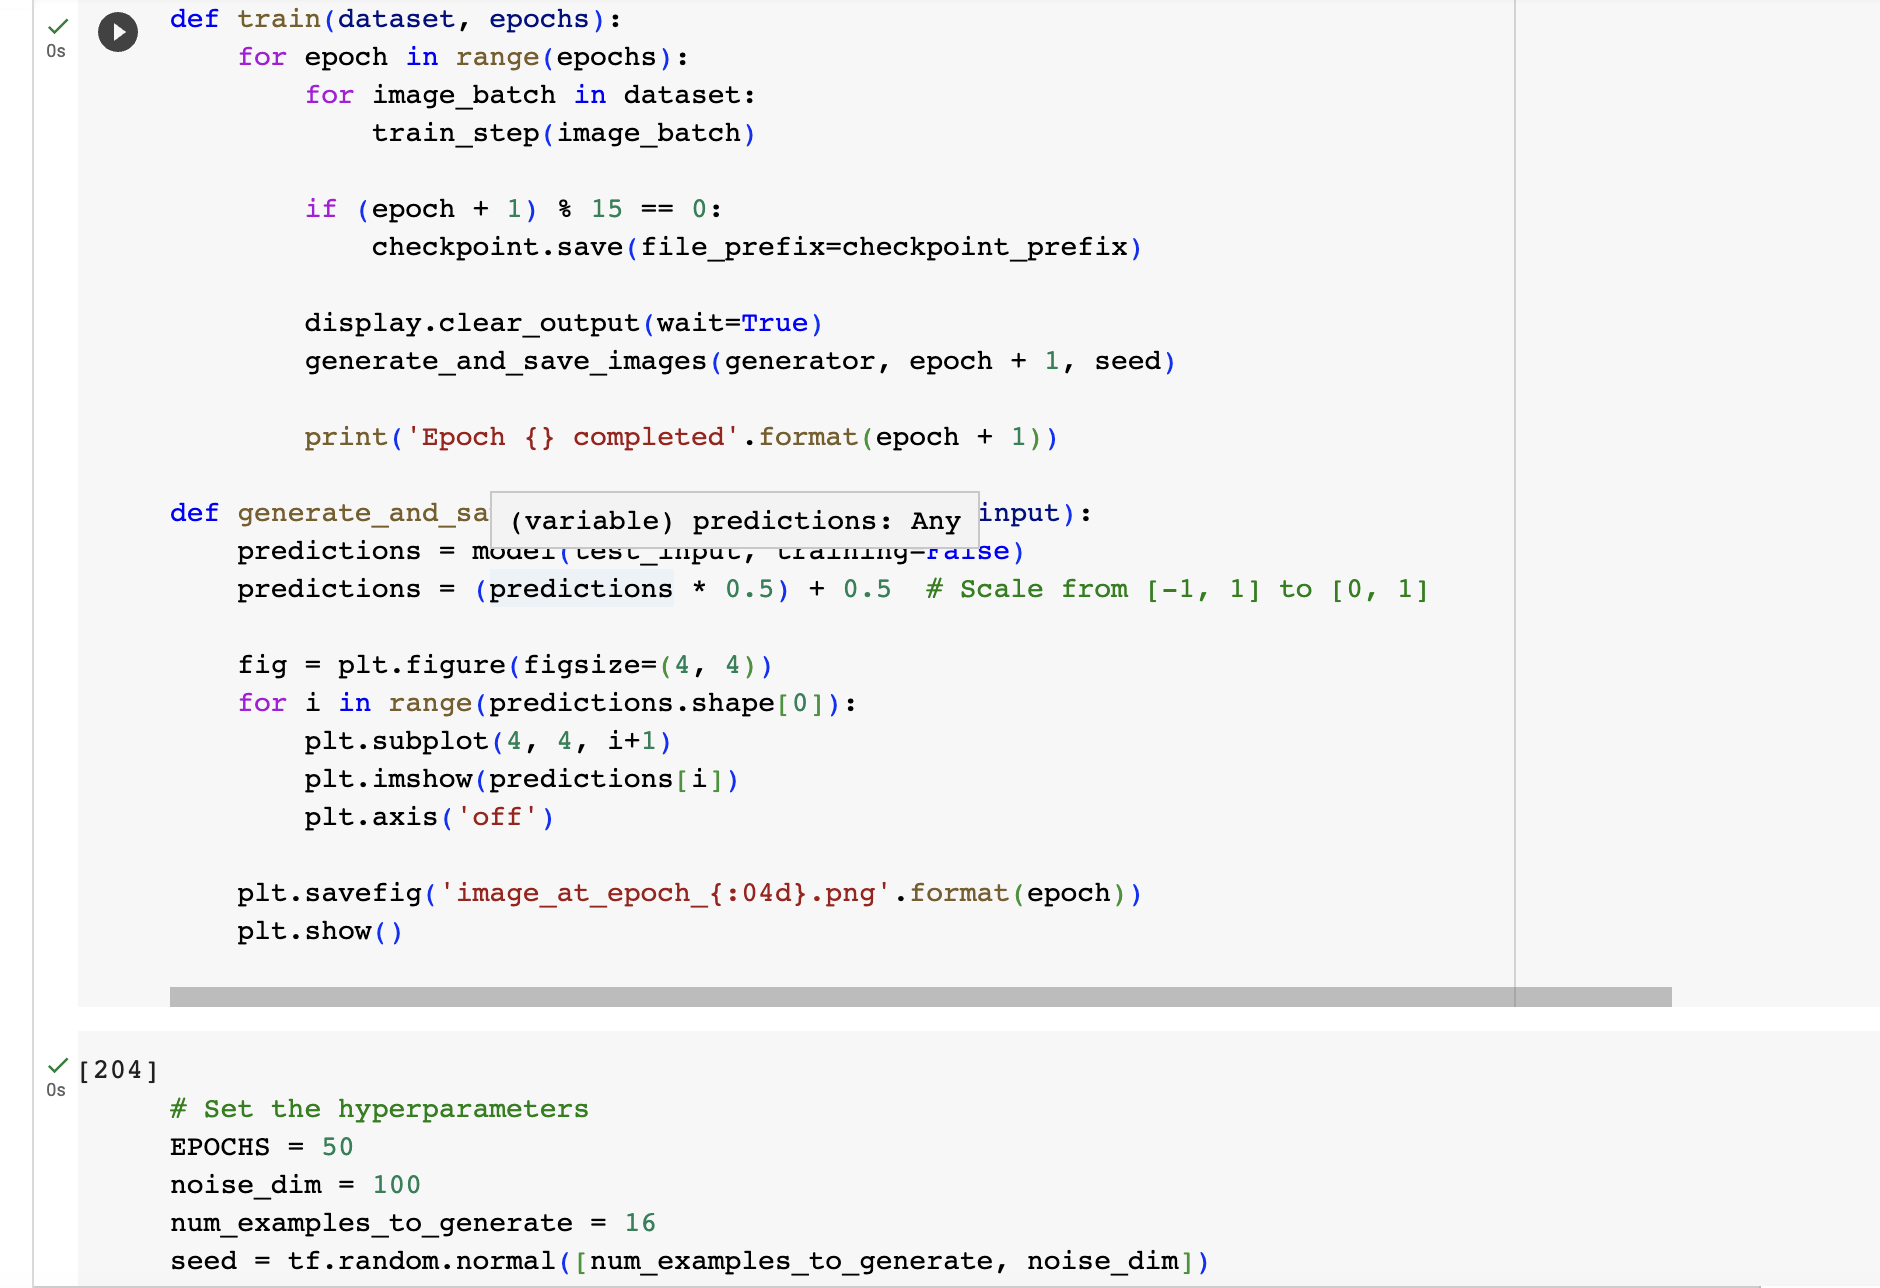 def train(dataset, epochs):
0s
for epoch in range(epochs):
for image_batch in dataset:
train_step(image_batch)
if (epoch + 1) % 15 == 0:
checkpoint.save(file_prefix=checkpoint_prefix)
display.clear_output(wait=True)
generate_and_save_images(generator, epoch + 1, seed)
print('Epoch {} completed'.format(epoch + 1))
def generate_and_sa input):
(variable) predictions: Any
predictions = model(test_input, training=False)
predictions = (predictions * 0.5) + 0.5  # Scale from [-1, 1] to [0, 1]
fig = plt.figure(figsize=(4, 4))
for i in range(predictions.shape[0]):
plt.subplot(4, 4, i+1)
plt.imshow(predictions[i])
plt.axis('off')
plt.savefig('image_at_epoch_{:04d}.png'.format(epoch))
plt.show()
[204]
0s
# Set the hyperparameters
EPOCHS = 50
noise_dim = 100
num_examples_to_generate = 16
seed = tf.random.normal([num_examples_to_generate, noise_dim])